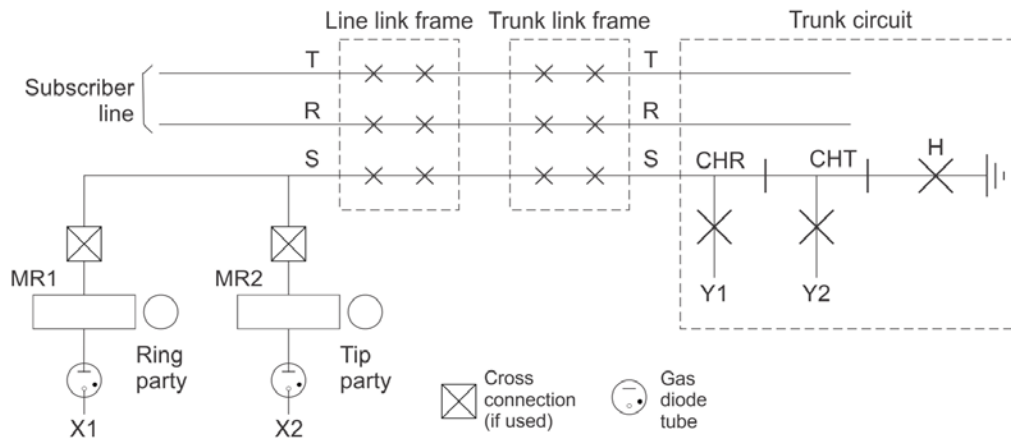 Line link frame
Trunk link frame
Trunk circuit
T
T
Subscriber
line
R
R
S
S
CHR
CHT
H
MR1
MR2
Y1
Y2
Ring
party
Tip
party
Cross
connection
(if used)
Gas
diode
tube
X1
X2